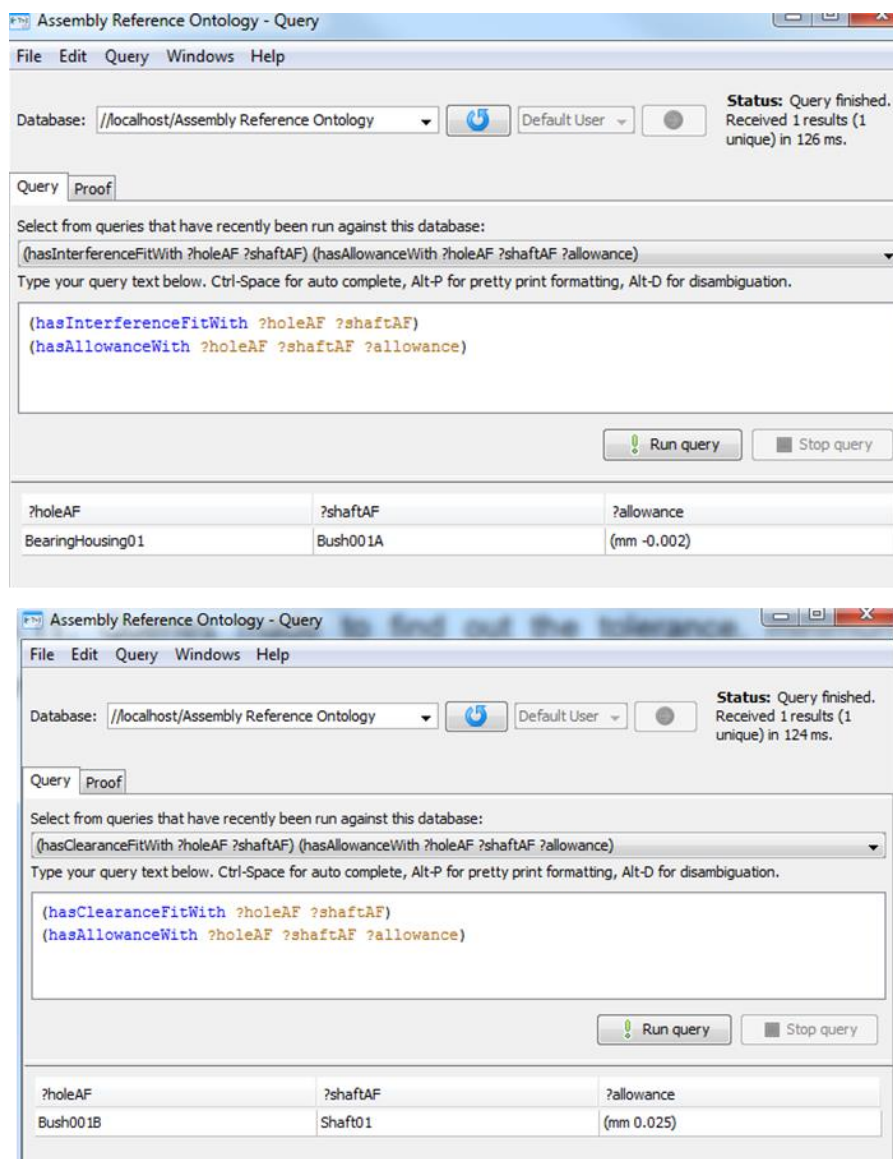 Assembly Reference Ontology - Query
File Edit Query Windows Help
Database: //localhost/Assembly Reference Ontology Default User Status: Query finished.
Received 1 results (1
unique) in 126 ms.
Query Proof
Select from queries that have recently been run against this database:
(hasInterferenceFitWith ?holeAF ?shaftAF) (hasAllowanceWith ?holeAF ?shaftAF ?allowance)
Type your query text below. Ctrl-Space for auto complete, Alt-P for pretty print formatting, Alt-D for disambiguation.
(hasInterferenceFitWith ?holeAF ?shaftAF)
(hasAllowanceWith ?holeAF ?shaftAF ?allowance)
Run query Stop query
?holeAF ?shaftAF ?allowance
BearingHousing01 Bush001A (mm -0.002)
Assembly Reference Ontology - Query to find out the tolerance.
File Edit Query Windows Help
Database: //localhost/Assembly Reference Ontology Default User Status: Query finished.
Received 1 results (1
unique) in 124 ms.
Query Proof
Select from queries that have recently been run against this database:
(hasClearanceFitWith ?holeAF ?shaftAF) (hasAllowanceWith ?holeAF ?shaftAF ?allowance)
Type your query text below. Ctrl-Space for auto complete, Alt-P for pretty print formatting, Alt-D for disambiguation.
(hasClearanceFitWith ?holeAF ?shaftAF)
(hasAllowanceWith ?holeAF ?shaftAF ?allowance)
Run query Stop query
?holeAF ?shaftAF ?allowance
Bush001B Shaft01 (mm 0.025)